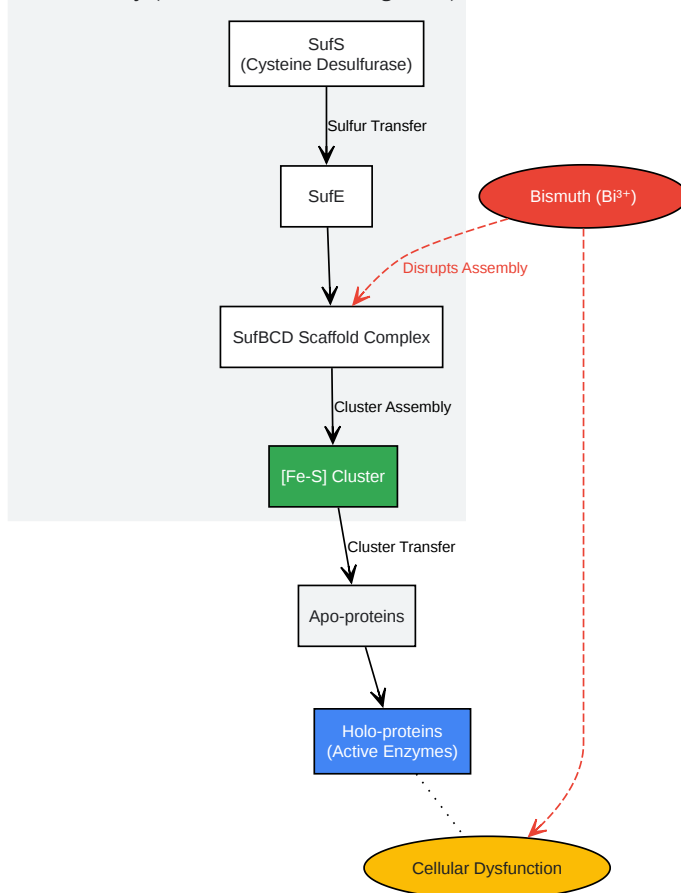 SufS
(Cysteine Desulfurase)
Sulfur Transfer
SufE
Bismuth (Bi³⁺)
Disrupts Assembly
SufBCD Scaffold Complex
Cluster Assembly
[Fe-S] Cluster
Cluster Transfer
Apo-proteins
Holo-proteins
(Active Enzymes)
Cellular Dysfunction